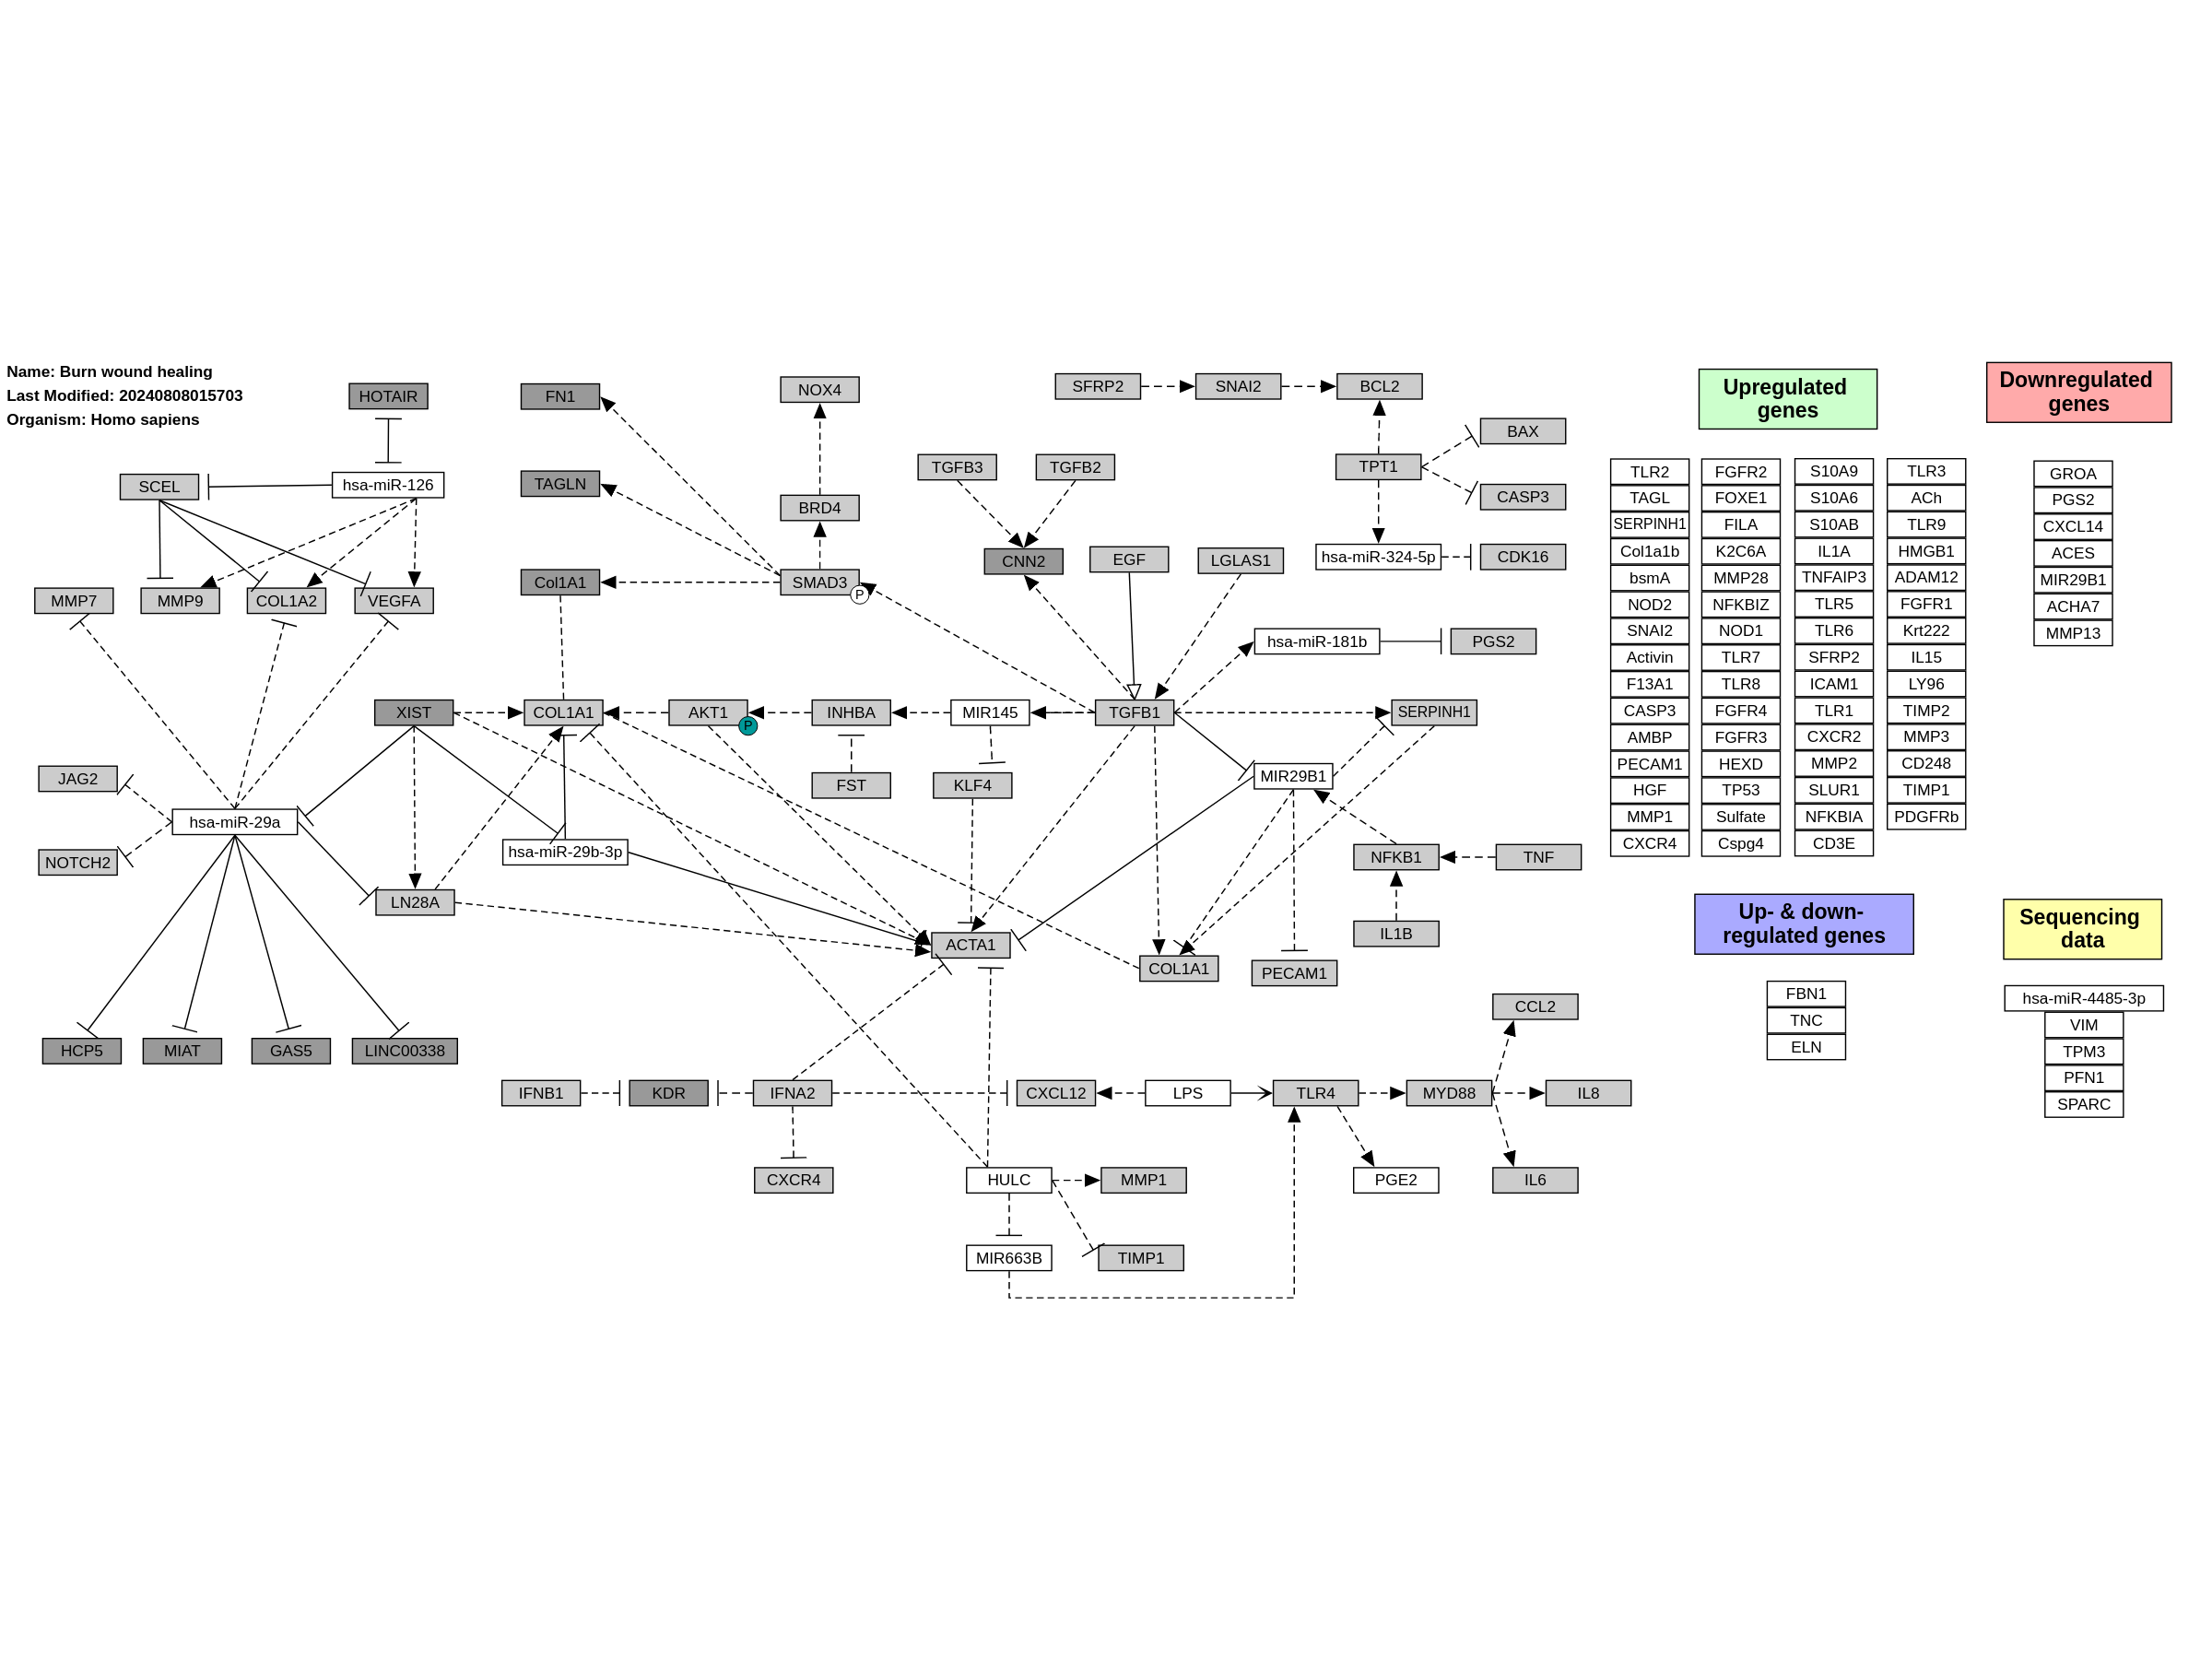 Name: Burn wound healing
Last Modified: 20240808015703
Organism: Homo sapiens
HOTAIR
SCEL
hsa-miR-126
MMP7
MMP9
COL1A2
VEGFA
FN1
TAGLN
Col1A1
NOX4
BRD4
SMAD3
P
TGFB3
TGFB2
CNN2
EGF
LGLAS1
SFRP2
SNAI2
BCL2
TPT1
BAX
CASP3
hsa-miR-324-5p
CDK16
hsa-miR-181b
PGS2
XIST
COL1A1
AKT1
P
INHBA
MIR145
TGFB1
SERPINH1
FST
KLF4
MIR29B1
JAG2
hsa-miR-29a
NOTCH2
hsa-miR-29b-3p
LN28A
NFKB1
TNF
IL1B
ACTA1
COL1A1
PECAM1
HCP5
MIAT
GAS5
LINC00338
IFNB1
KDR
IFNA2
CXCL12
LPS
TLR4
MYD88
CCL2
IL8
IL6
CXCR4
HULC
MMP1
PGE2
MIR663B
TIMP1
Upregulated
genes
TLR2
TAGL
SERPINH1
Col1a1b
bsmA
NOD2
SNAI2
Activin
F13A1
CASP3
AMBP
PECAM1
HGF
MMP1
CXCR4
FGFR2
FOXE1
FILA
K2C6A
MMP28
NFKBIZ
NOD1
TLR7
TLR8
FGFR4
FGFR3
HEXD
TP53
Sulfate
Cspg4
S10A9
S10A6
S10AB
IL1A
TNFAIP3
TLR5
TLR6
SFRP2
ICAM1
TLR1
CXCR2
MMP2
SLUR1
NFKBIA
CD3E
TLR3
ACh
TLR9
HMGB1
ADAM12
FGFR1
Krt222
IL15
LY96
TIMP2
MMP3
CD248
TIMP1
PDGFRb
Downregulated
genes
GROA
PGS2
CXCL14
ACES
MIR29B1
ACHA7
MMP13
Up- & down-
regulated genes
FBN1
TNC
ELN
Sequencing
data
hsa-miR-4485-3p
VIM
TPM3
PFN1
SPARC